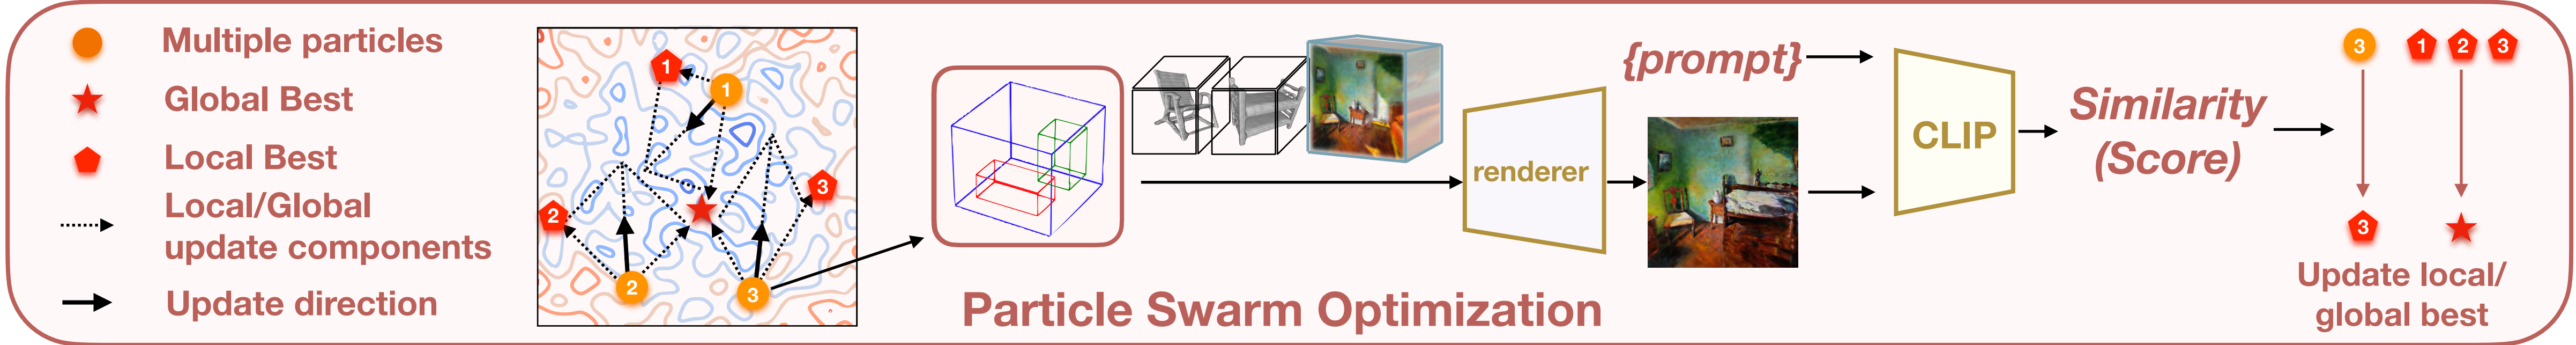 Multiple particles
Global Best
Local Best
Local/Global
update components
Update direction
1
1
2
3
2
3
Particle Swarm Optimization
renderer
{prompt}
CLIP
Similarity
(Score)
3 1 2 3
3
Update local/
global best